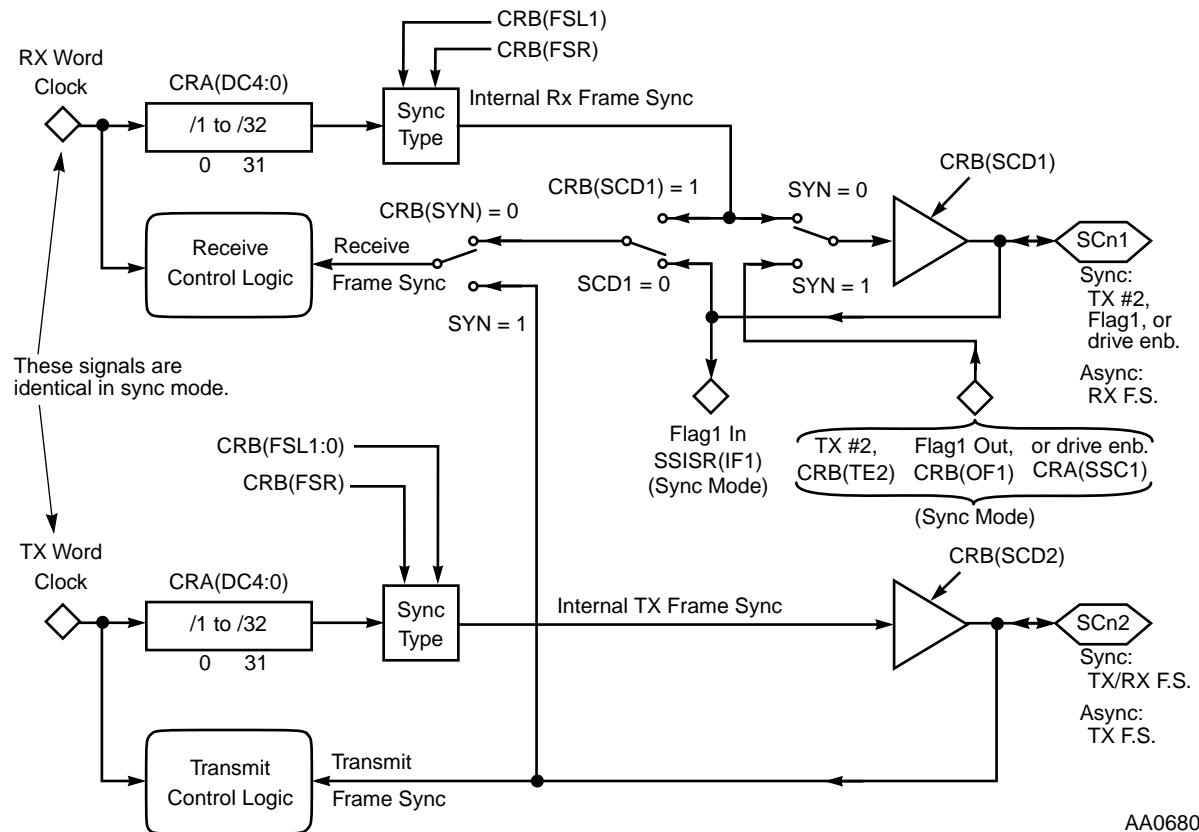 CRB(FSL1)
CRB(FSR)
RX Word
Clock
CRA(DC4:0)
/1 to /32
0 31
Sync
Type
Internal Rx Frame Sync
CRB(SCD1) = 1
SYN = 0
CRB(SCD1)
CRB(SYN) = 0
Receive
Control Logic
Receive
Frame Sync
SCD1 = 0
SYN = 1
SYN = 1
SCn1
Sync:
TX #2,
Flag1, or
drive enb.
Async:
RX F.S.
These signals are
identical in sync mode.
Flag1 In
SSISR(IF1)
(Sync Mode)
TX #2,
CRB(TE2)
Flag1 Out,
CRB(OF1)
or drive enb.
CRA(SSC1)
(Sync Mode)
CRB(FSL1:0)
CRB(FSR)
TX Word
Clock
CRA(DC4:0)
/1 to /32
0 31
Sync
Type
Internal TX Frame Sync
CRB(SCD2)
SCn2
Sync:
TX/RX F.S.
Async:
TX F.S.
Transmit
Control Logic
Transmit
Frame Sync
AA0680